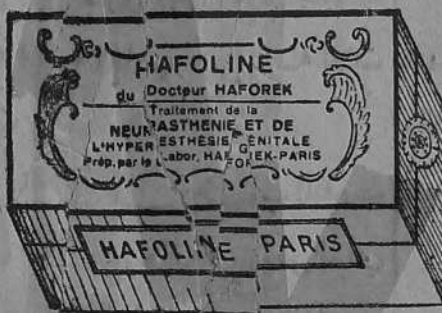 HAFOLINE
du Docteur HAFOREK
Traitement de la
NEURASTHENIE ET DE
L'HYPERESTHÉSIE GÉNITALE
Prép. par le Labor. HAFOREK-PARIS
HAFOLINE PARIS